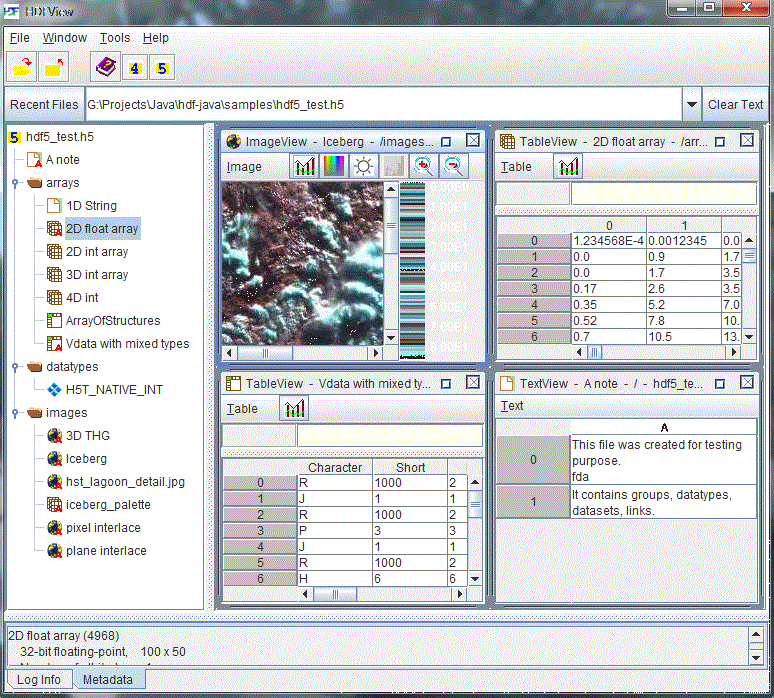 HDFView
File Window Tools Help
4 5
Recent Files G:\Projects\Java\hdf-java\samples\hdf5_test.h5 Clear Text
5 hdf5_test.h5
A note
arrays
1D String
2D float array
2D int array
3D int array
4D int
ArrayOfStructures
Vdata with mixed types
datatypes
H5T_NATIVE_INT
images
3D THG
Iceberg
hst_lagoon_detail.jpg
iceberg_palette
pixel interlace
plane interlace
ImageView - Iceberg - /images...
Image
TableView - 2D float array - /arr...
Table
0 1
0 1.234568E-4 0.0012345 0.0
1 0.0 0.9 1.7
2 0.0 1.7 3.5
3 0.17 2.6 3.5
4 0.35 5.2 7.0
5 0.52 7.8 10.
6 0.7 10.5 13.
TableView - Vdata with mixed ty...
Table
Character Short
0 R 1000 2
1 J 1 1
2 R 1000 2
3 P 3 3
4 J 1 1
5 R 1000 2
6 H 6 6
TextView - A note - / - hdf5_te...
Text
A
0 This file was created for testing
purpose.
fda
1 It contains groups, datatypes,
datasets, links.
2D float array (4968)
32-bit floating-point, 100 x 50
Log Info Metadata